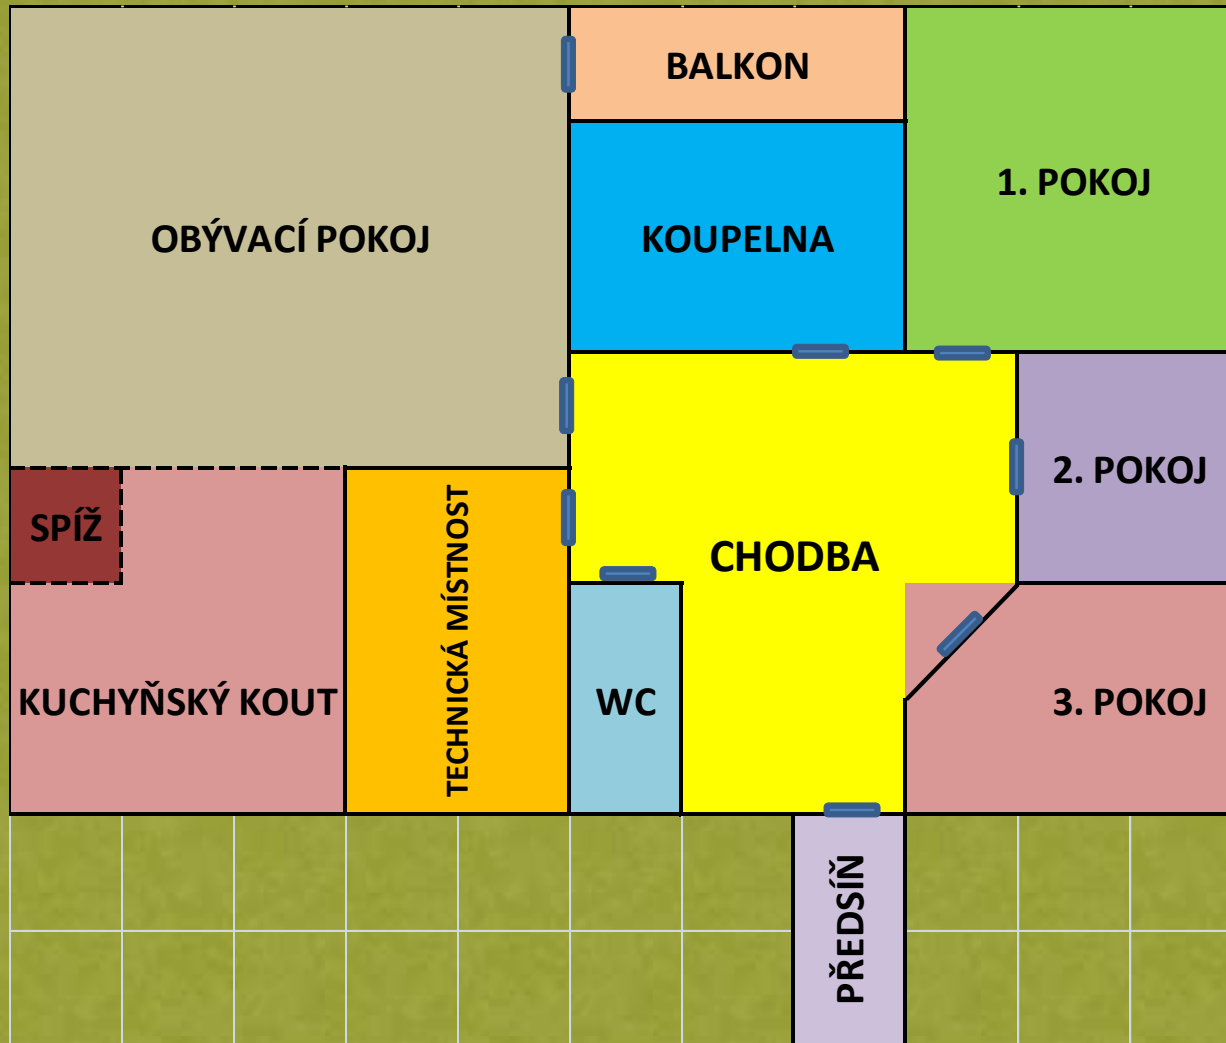 BALKON
1. POKOJ
OBÝVACÍ POKOJ
KOUPELNA
2. POKOJ
SPÍŽ
CHODBA
TECHNICKÁ MÍSTNOST
KUCHYŇSKÝ KOUT
WC
3. POKOJ
PŘEDSÍŇ